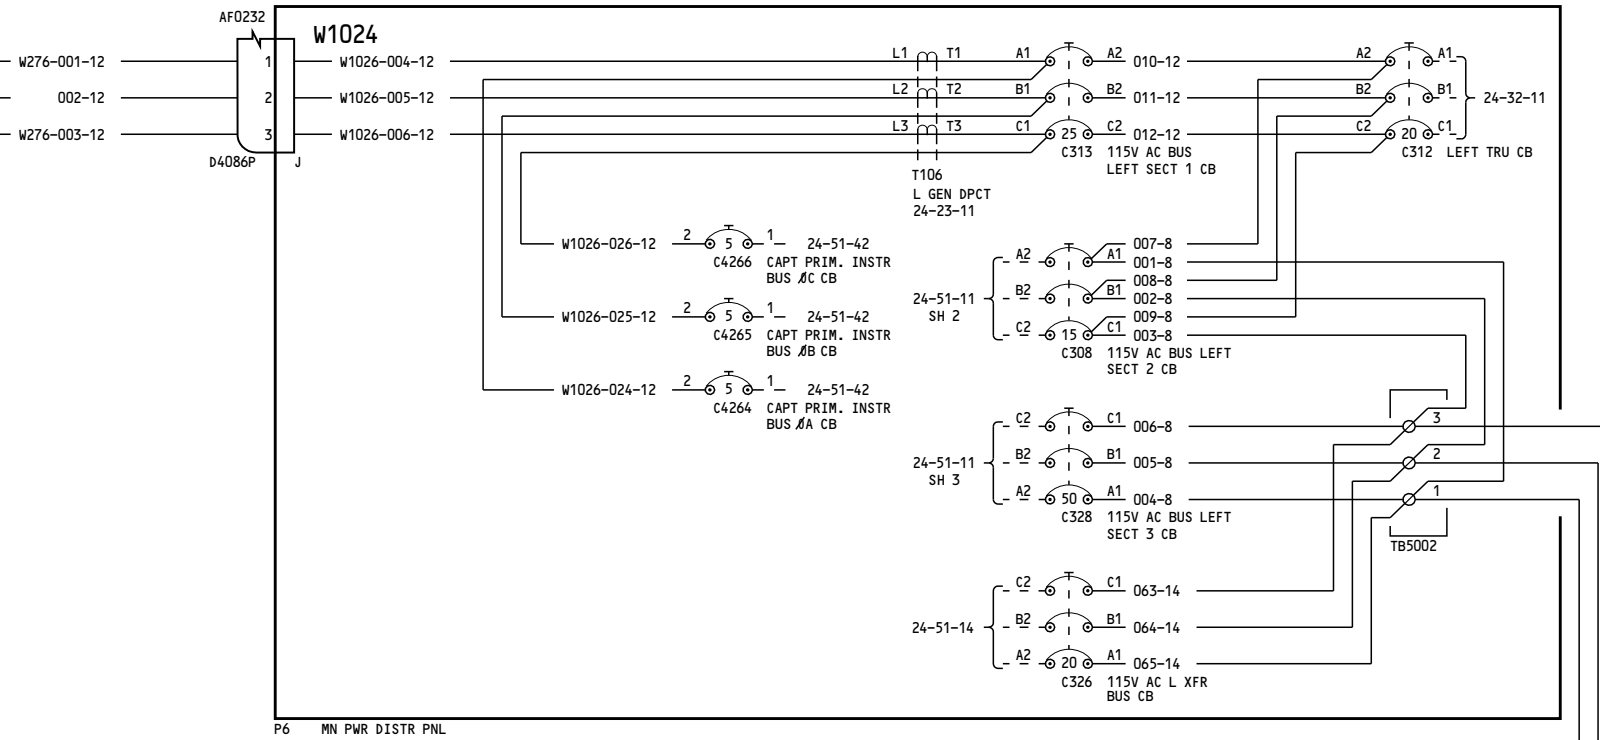 AF0232
W1024
W276-001-12
1
W1026-004-12
L1
T1
A1
A2
010-12
A2
A1
002-12
2
W1026-005-12
L2
T2
B1
B2
011-12
B2
B1
24-32-11
W276-003-12
3
W1026-006-12
L3
T3
C1
25
C2
012-12
C2
20
C1
D4086P
J
C313
115V AC BUS
LEFT SECT 1 CB
C312
LEFT TRU CB
T106
L GEN DPCT
24-23-11
W1026-026-12
2
5
1
24-51-42
C4266
CAPT PRIM. INSTR
BUS ØC CB
W1026-025-12
2
5
1
24-51-42
C4265
CAPT PRIM. INSTR
BUS ØB CB
W1026-024-12
2
5
1
24-51-42
C4264
CAPT PRIM. INSTR
BUS ØA CB
24-51-11
SH 2
A2
007-8
A1
001-8
008-8
B2
B1
002-8
009-8
C2
15
C1
003-8
C308
115V AC BUS LEFT
SECT 2 CB
24-51-11
SH 3
C2
C1
006-8
3
B2
B1
005-8
2
A2
50
A1
004-8
1
C328
115V AC BUS LEFT
SECT 3 CB
TB5002
24-51-14
C2
C1
063-14
B2
B1
064-14
A2
20
A1
065-14
C326
115V AC L XFR
BUS CB
P6
MN PWR DISTR PNL